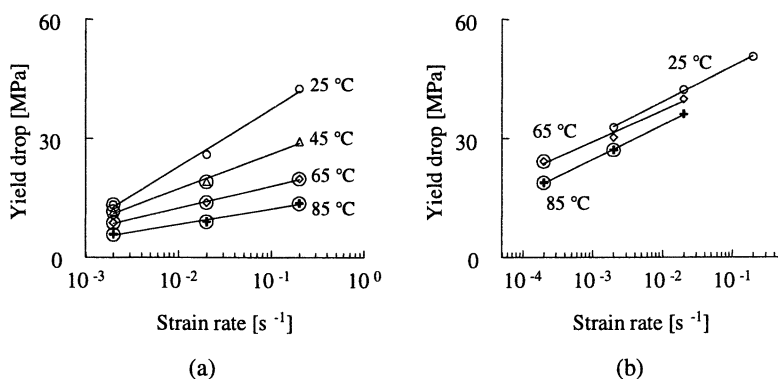 60
30
0
Yield drop [MPa]
25 °C
45 °C
65 °C
85 °C
10⁻³ 10⁻² 10⁻¹ 10⁰
Strain rate [s ⁻¹]
(a)
60
30
0
Yield drop [MPa]
25 °C
65 °C
85 °C
10⁻⁴ 10⁻³ 10⁻² 10⁻¹
Strain rate [s ⁻¹]
(b)